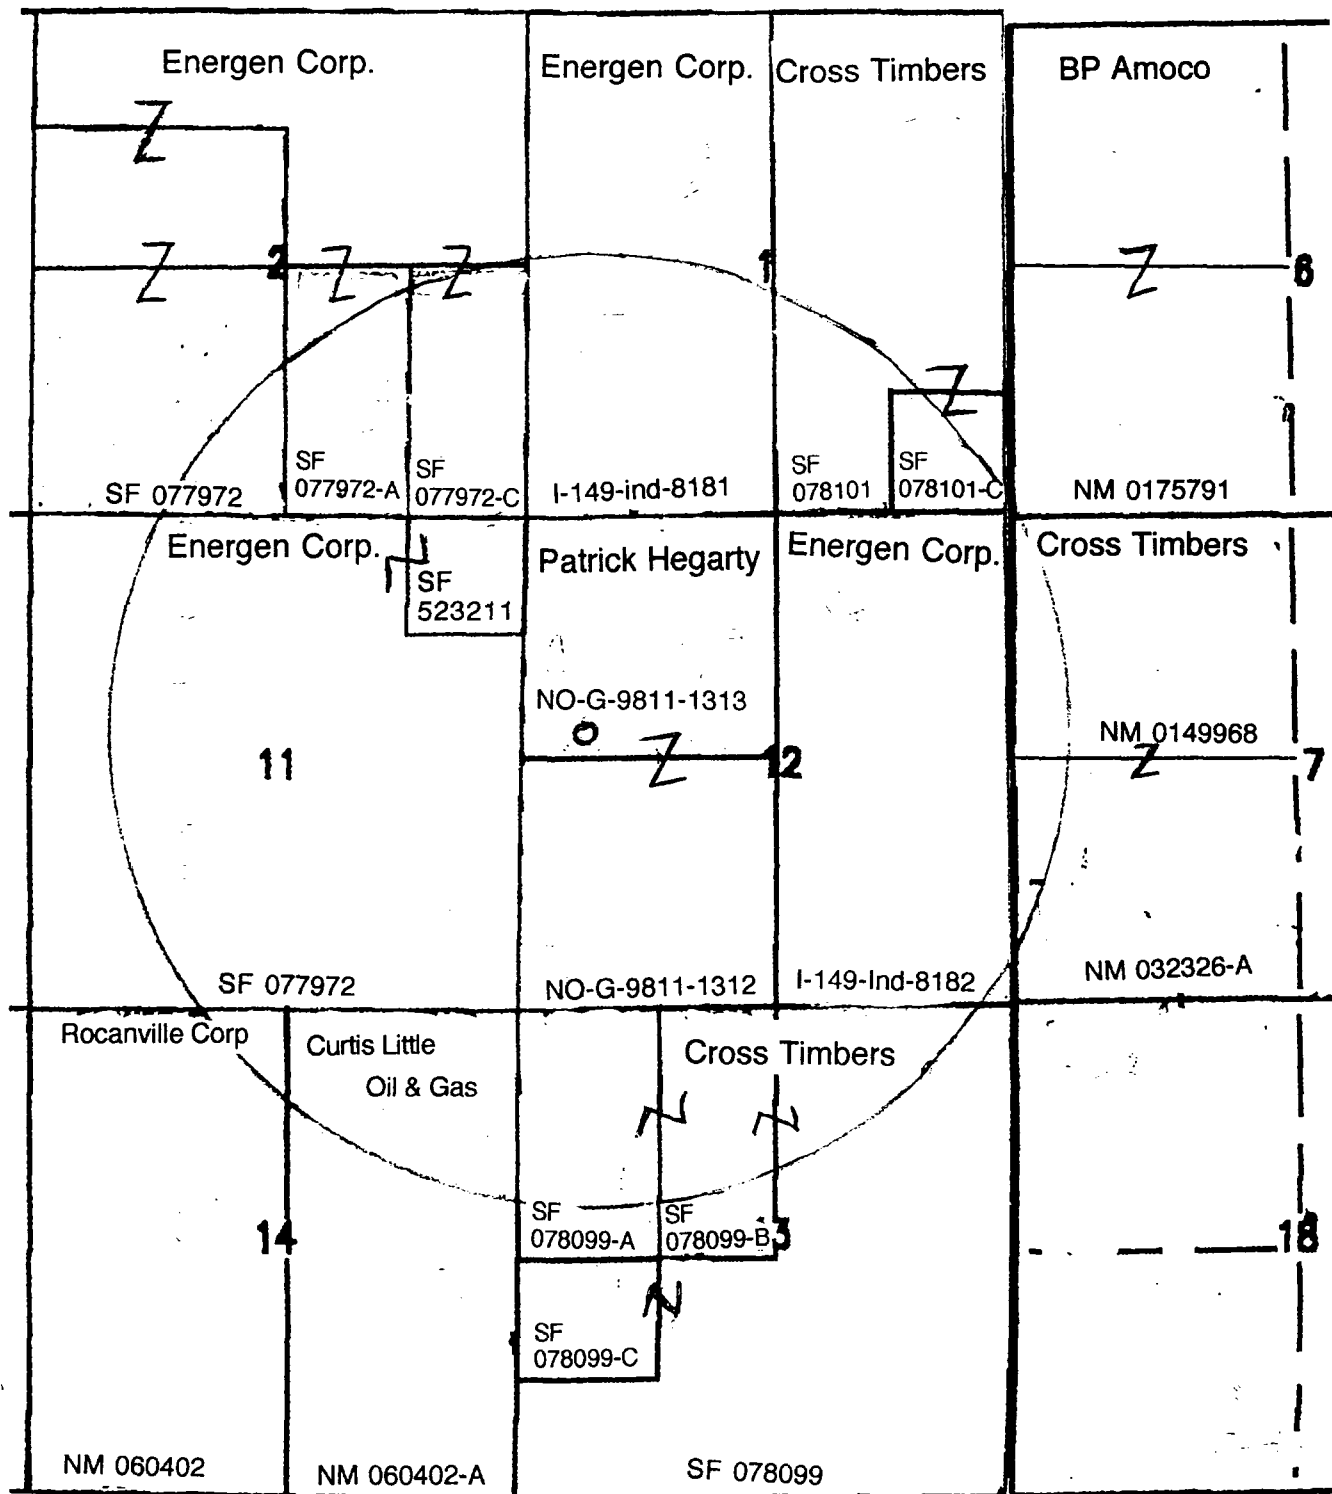 Energen Corp.
Energen Corp.
Cross Timbers
BP Amoco
Z
Z
2
Z
Z
1
Z
6
Z
SF 077972
SF
077972-A
SF
077972-C
I-149-ind-8181
SF
078101
SF
078101-C
NM 0175791
Energen Corp.
Z
SF
523211
Patrick Hegarty
Energen Corp.
Cross Timbers
NO-G-9811-1313
NM 0149968
11
Z
12
Z
7
SF 077972
NO-G-9811-1312
I-149-Ind-8182
NM 032326-A
Rocanville Corp
Curtis Little
Oil & Gas
Cross Timbers
Z
Z
SF
078099-A
SF
078099-B
14
3
18
Z
SF
078099-C
NM 060402
NM 060402-A
SF 078099